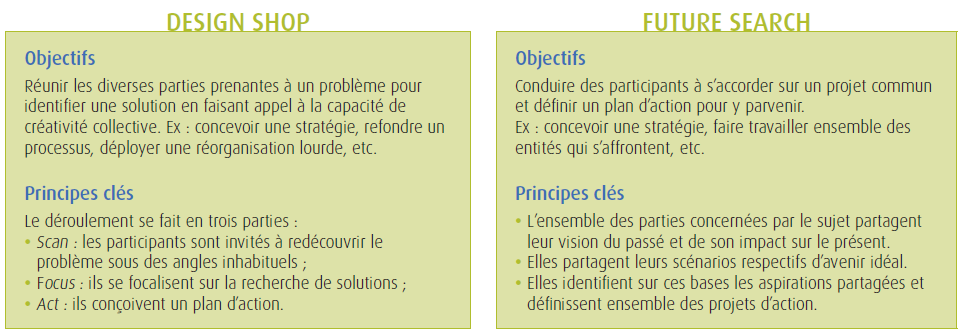 DESIGN SHOP
Objectifs
Réunir les diverses parties prenantes à un problème pour
identifier une solution en faisant appel à la capacité de
créativité collective. Ex : concevoir une stratégie, refondre un
processus, déployer une réorganisation lourde, etc.
Principes clés
Le déroulement se fait en trois parties :
• Scan : les participants sont invités à redécouvrir le
problème sous des angles inhabituels ;
• Focus : ils se focalisent sur la recherche de solutions ;
• Act : ils conçoivent un plan d’action.
FUTURE SEARCH
Objectifs
Conduire des participants à s’accorder sur un projet commun
et définir un plan d’action pour y parvenir.
Ex : concevoir une stratégie, faire travailler ensemble des
entités qui s’affrontent, etc.
Principes clés
• L’ensemble des parties concernées par le sujet partagent
leur vision du passé et de son impact sur le présent.
• Elles partagent leurs scénarios respectifs d’avenir idéal.
• Elles identifient sur ces bases les aspirations partagées et
définissent ensemble des projets d’action.